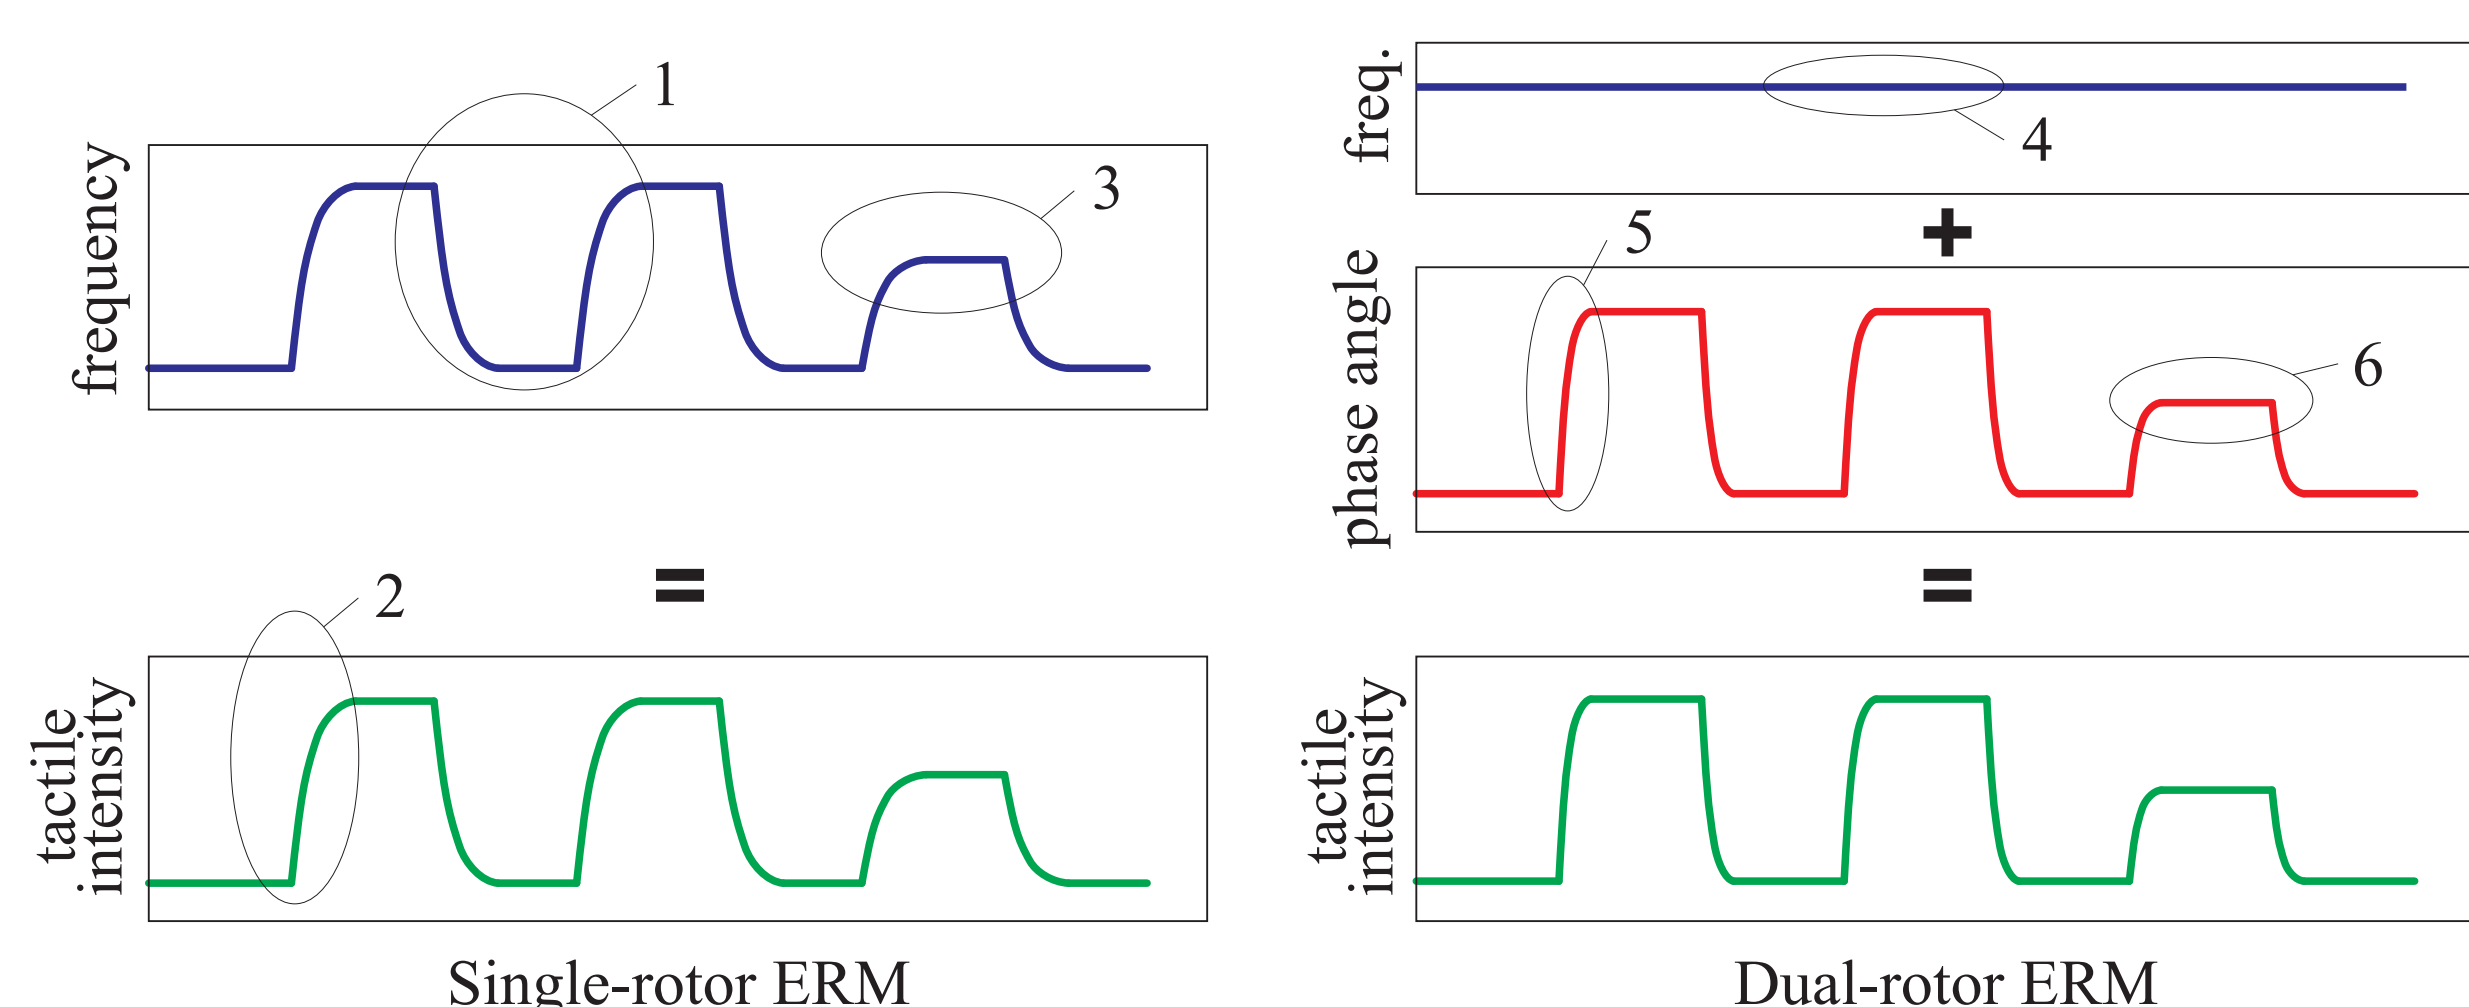 1
frequency
3
=
2
tactile
intensity
Single-rotor ERM
freq.
4
+
5
phase angle
6
=
tactile
intensity
Dual-rotor ERM